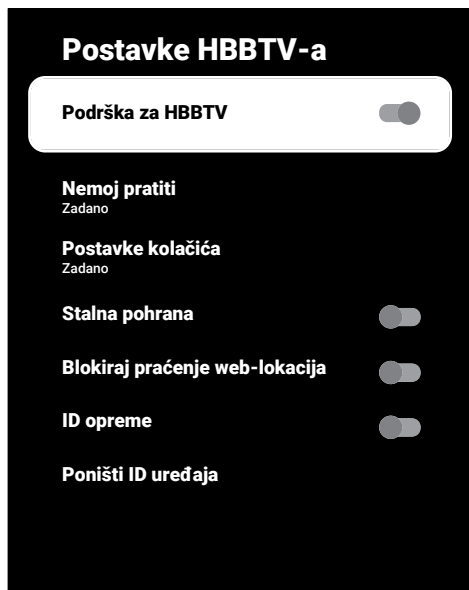 Postavke HBBTV-a
Podrška za HBBTV
Nemoj pratiti
Zadano
Postavke kolačića
Zadano
Stalna pohrana
Blokiraj praćenje web-lokacija
ID opreme
Poništi ID uređaja